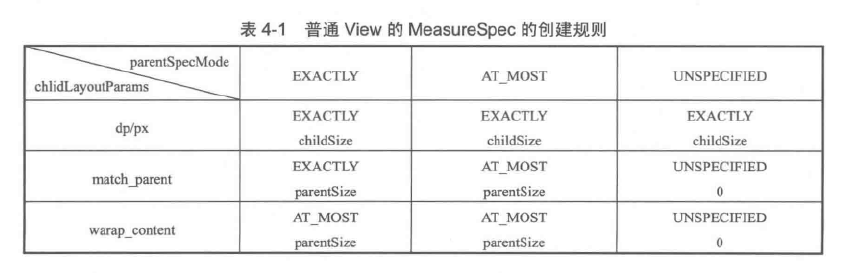 表 4-1 普通 View 的 MeasureSpec 的创建规则
parentSpecMode
chlidLayoutParams
EXACTLY
AT_MOST
UNSPECIFIED
dp/px
EXACTLY
childSize
EXACTLY
childSize
EXACTLY
childSize
match_parent
EXACTLY
parentSize
AT_MOST
parentSize
UNSPECIFIED
0
warap_content
AT_MOST
parentSize
AT_MOST
parentSize
UNSPECIFIED
0